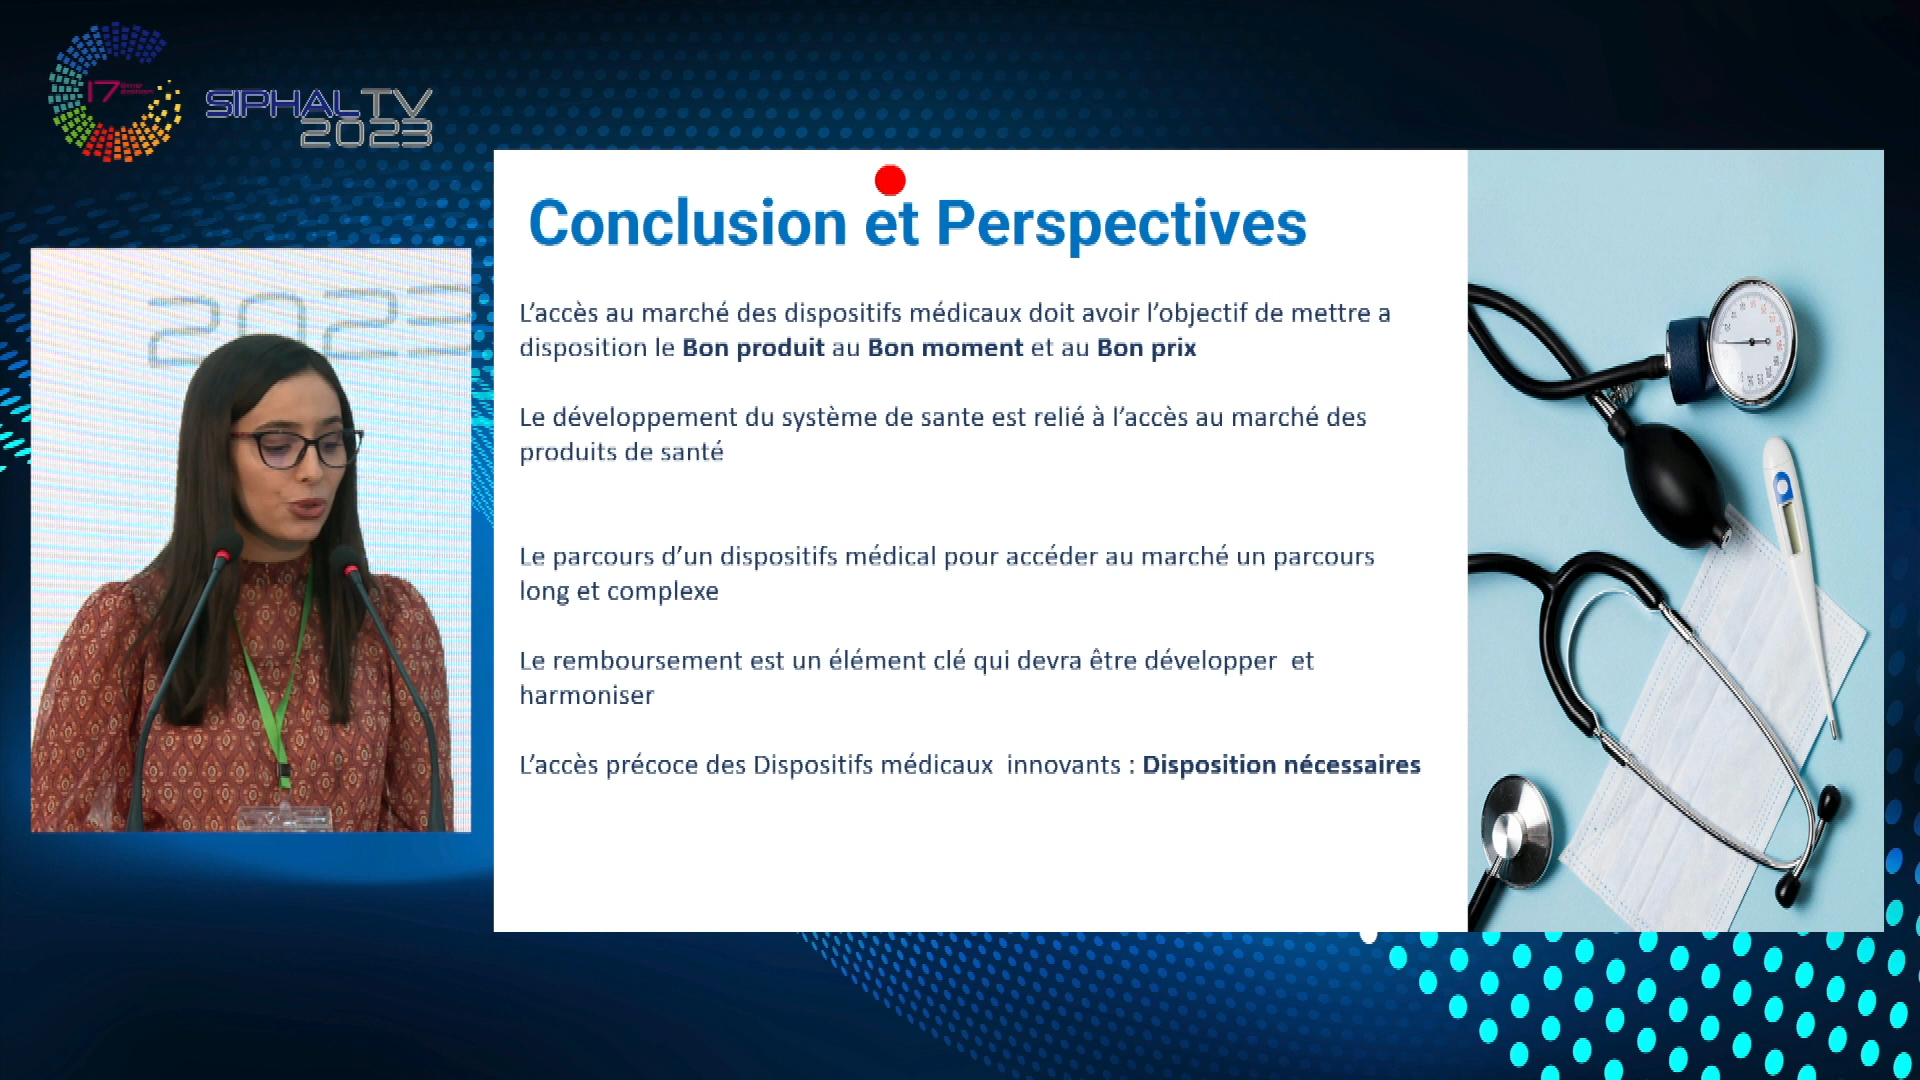 17ème
édition
SIPHAL TV
2023
2023
Conclusion et Perspectives
L’accès au marché des dispositifs médicaux doit avoir l’objectif de mettre a
disposition le Bon produit au Bon moment et au Bon prix
Le développement du système de sante est relié à l’accès au marché des
produits de santé
Le parcours d’un dispositifs médical pour accéder au marché un parcours
long et complexe
Le remboursement est un élément clé qui devra être développer et
harmoniser
L’accès précoce des Dispositifs médicaux innovants : Disposition nécessaires